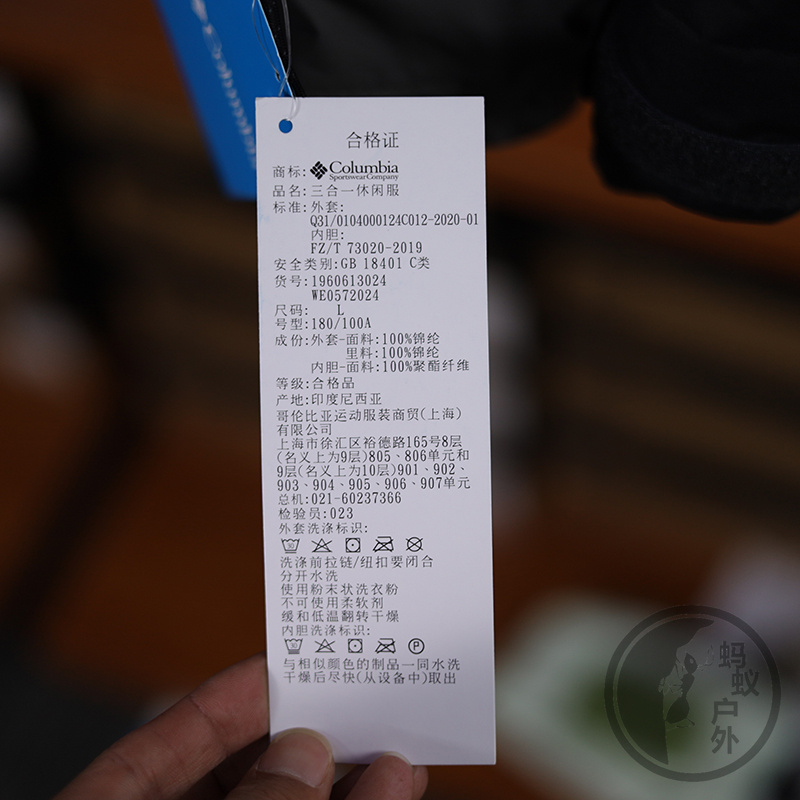 Columbia
合格证
商标: Columbia
Sportswear Company
品名:三合一休闲服
标准:外套:
Q31/0104000124C012-2020-01
内胆:
FZ/T 73020-2019
安全类别:GB 18401 C类
货号:1960613024
WE0572024
尺码: L
号型:180/100A
成份:外套-面料:100%锦纶
里料:100%锦纶
内胆-面料:100%聚酯纤维
等级:合格品
产地:印度尼西亚
哥伦比亚运动服装商贸(上海)
有限公司
上海市徐汇区裕德路165号8层
(名义上为9层)805、806单元和
9层(名义上为10层)901、902、
903、904、905、906、907单元
总机:021-60237366
检验员:023
外套洗涤标识:
30
洗涤前拉链/纽扣要闭合
分开水洗
使用粉末状洗衣粉
不可使用柔软剂
缓和低温翻转干燥
内胆洗涤标识:
30 P
与相似颜色的制品一同水洗
干燥后尽快(从设备中)取出
蚂蚁户外